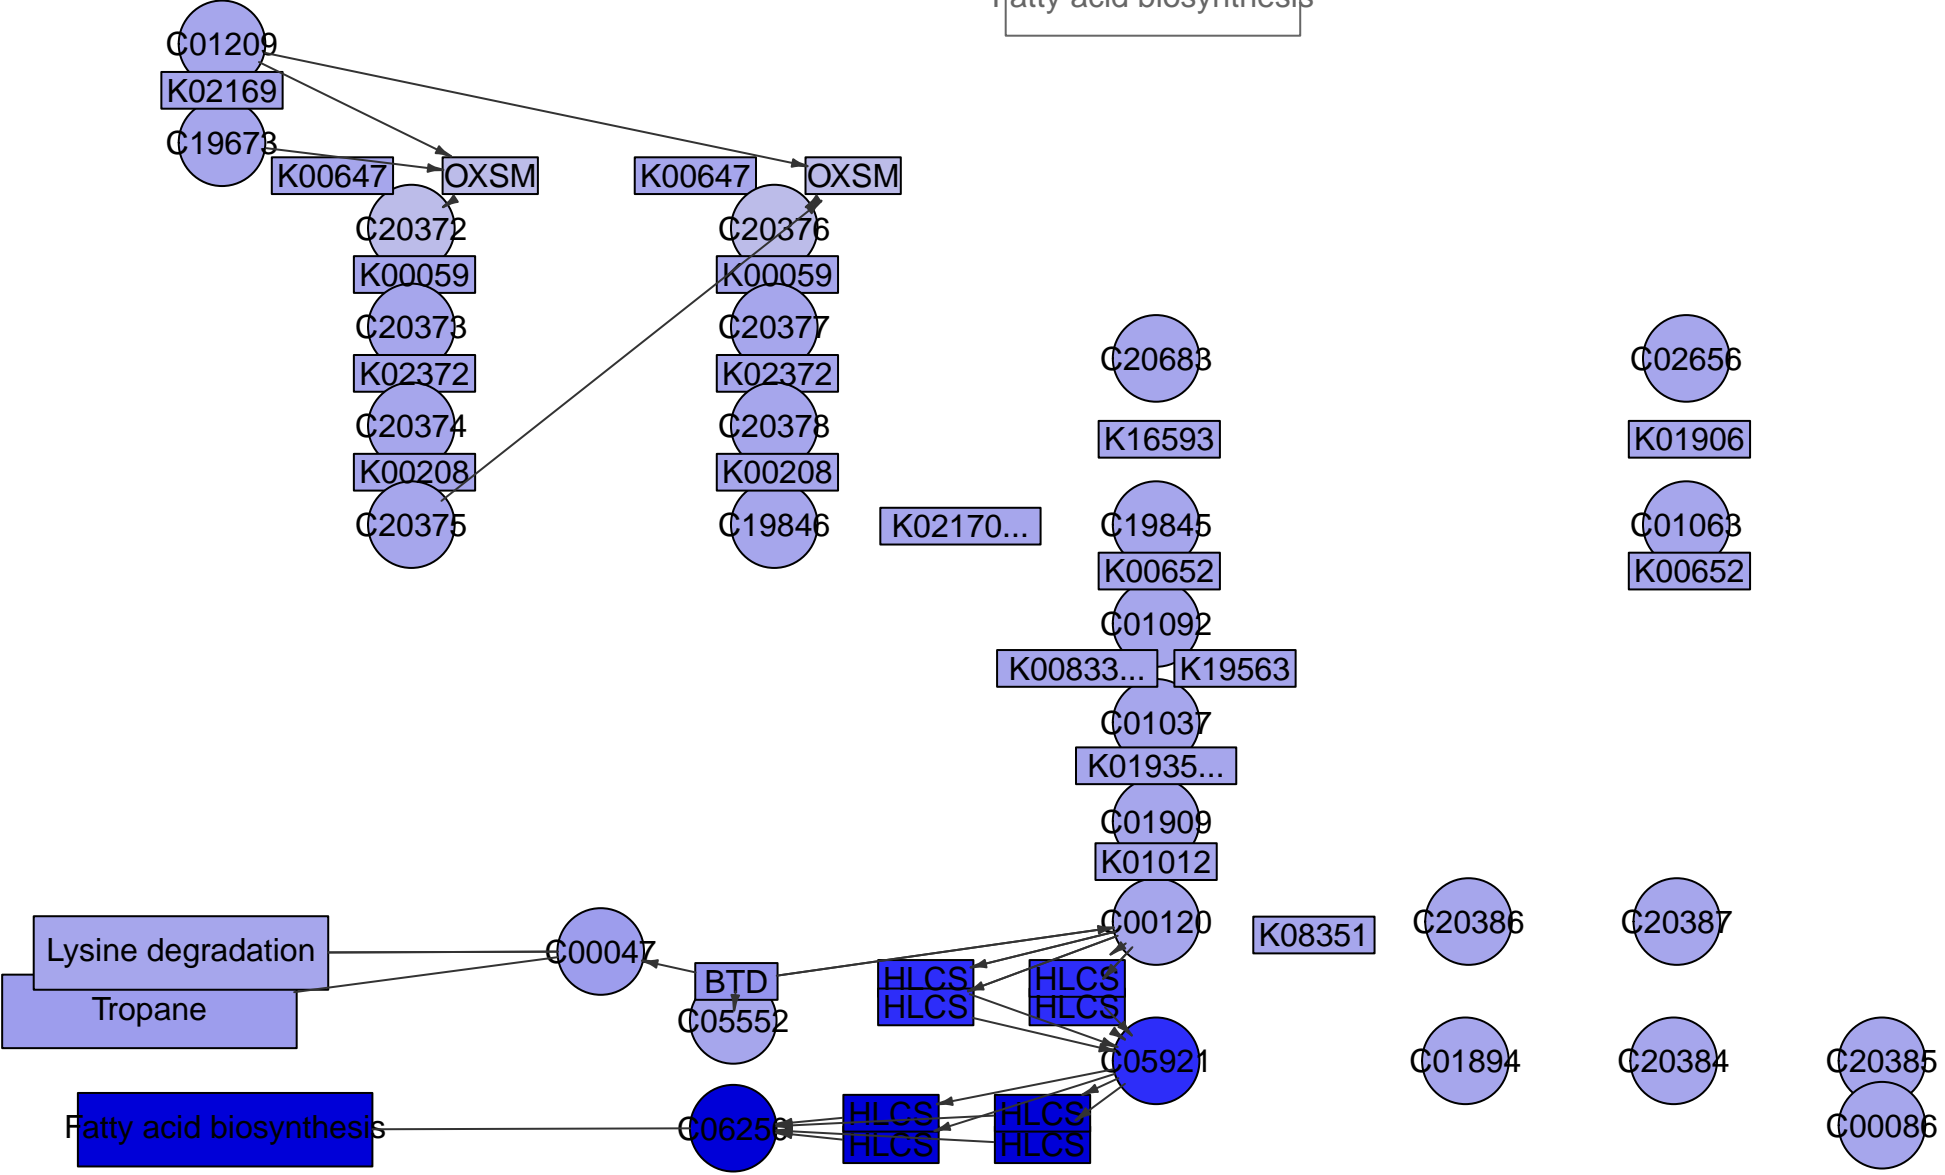 Fatty acid biosynthesis
C01209
K02169
C19673
K00647
OXSM
K00647
OXSM
C20372
C20376
K00059
K00059
C20373
C20377
C20683
C02656
K02372
K02372
C20374
C20378
K16593
K01906
K00208
K00208
C20375
C19846
K02170...
C19845
C01063
K00652
K00652
C01092
K00833...
K19563
C01037
K01935...
C01909
K01012
C00120
K08351
C20386
C20387
Lysine degradation
C00047
BTD
HLCS
HLCS
Tropane
HLCS
HLCS
C05552
C05921
C01894
C20384
C20385
Fatty acid biosynthesis
C06250
HLCS
HLCS
HLCS
HLCS
C00086